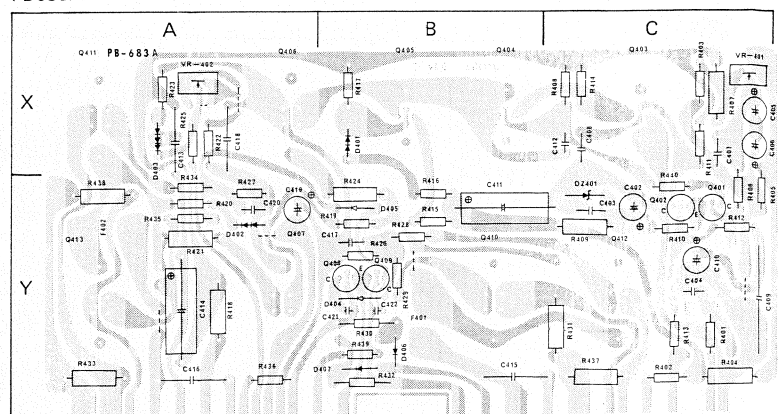 A B C
Q411 PB-683A Q406 Q405 Q404 Q403
VR-402 VR-401
X
R423 R417 R408 R414 R403 R407 C405
R425 R422 C418 C413 D403 D401 C412 C408 R411 C407 C406
R434 R427 C419 R424 R416 C411 DZ401 C402 R440 Q401 R406 R405
R438 R420 C420 D405 C403 Q402 E
R435 D402 Q407 R419 R415 R409 Q412 R410 R412
Q413 F402 R421 C417 R426 R428 Q410 C410
Y
Q408 E Q409 R429 C404 C409
C C
C414 R418 D404
C421 C422 F401
R430 R431 R413 R401
R439 D406
R433 C416 R436 D407 R432 C415 R437 R402 R404